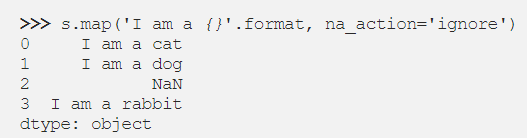 >>> s.map('I am a {}'.format, na_action='ignore')
0     I am a cat
1     I am a dog
2            NaN
3  I am a rabbit
dtype: object